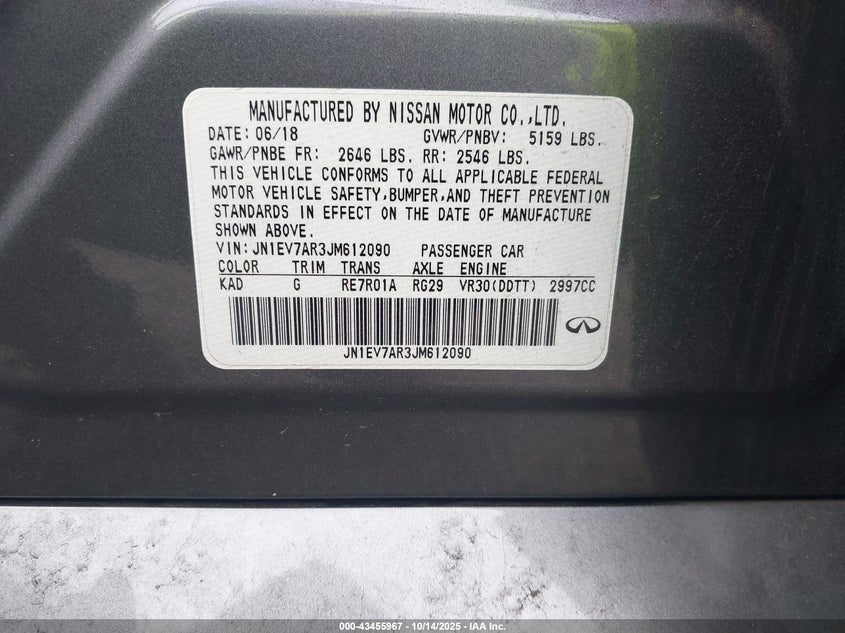 MANUFACTURED BY NISSAN MOTOR CO.,LTD.
DATE: 06/18 GVWR/PNBV: 5159 LBS.
GAWR/PNBE FR: 2646 LBS. RR: 2546 LBS.
THIS VEHICLE CONFORMS TO ALL APPLICABLE FEDERAL
MOTOR VEHICLE SAFETY,BUMPER,AND THEFT PREVENTION
STANDARDS IN EFFECT ON THE DATE OF MANUFACTURE
SHOWN ABOVE.
VIN: JN1EV7AR3JM612090 PASSENGER CAR
COLOR TRIM TRANS AXLE ENGINE
KAD G RE7R01A RG29 VR30(DDTT) 2997CC
JN1EV7AR3JM612090
000-43455967 - 10/14/2025 - IAA Inc.